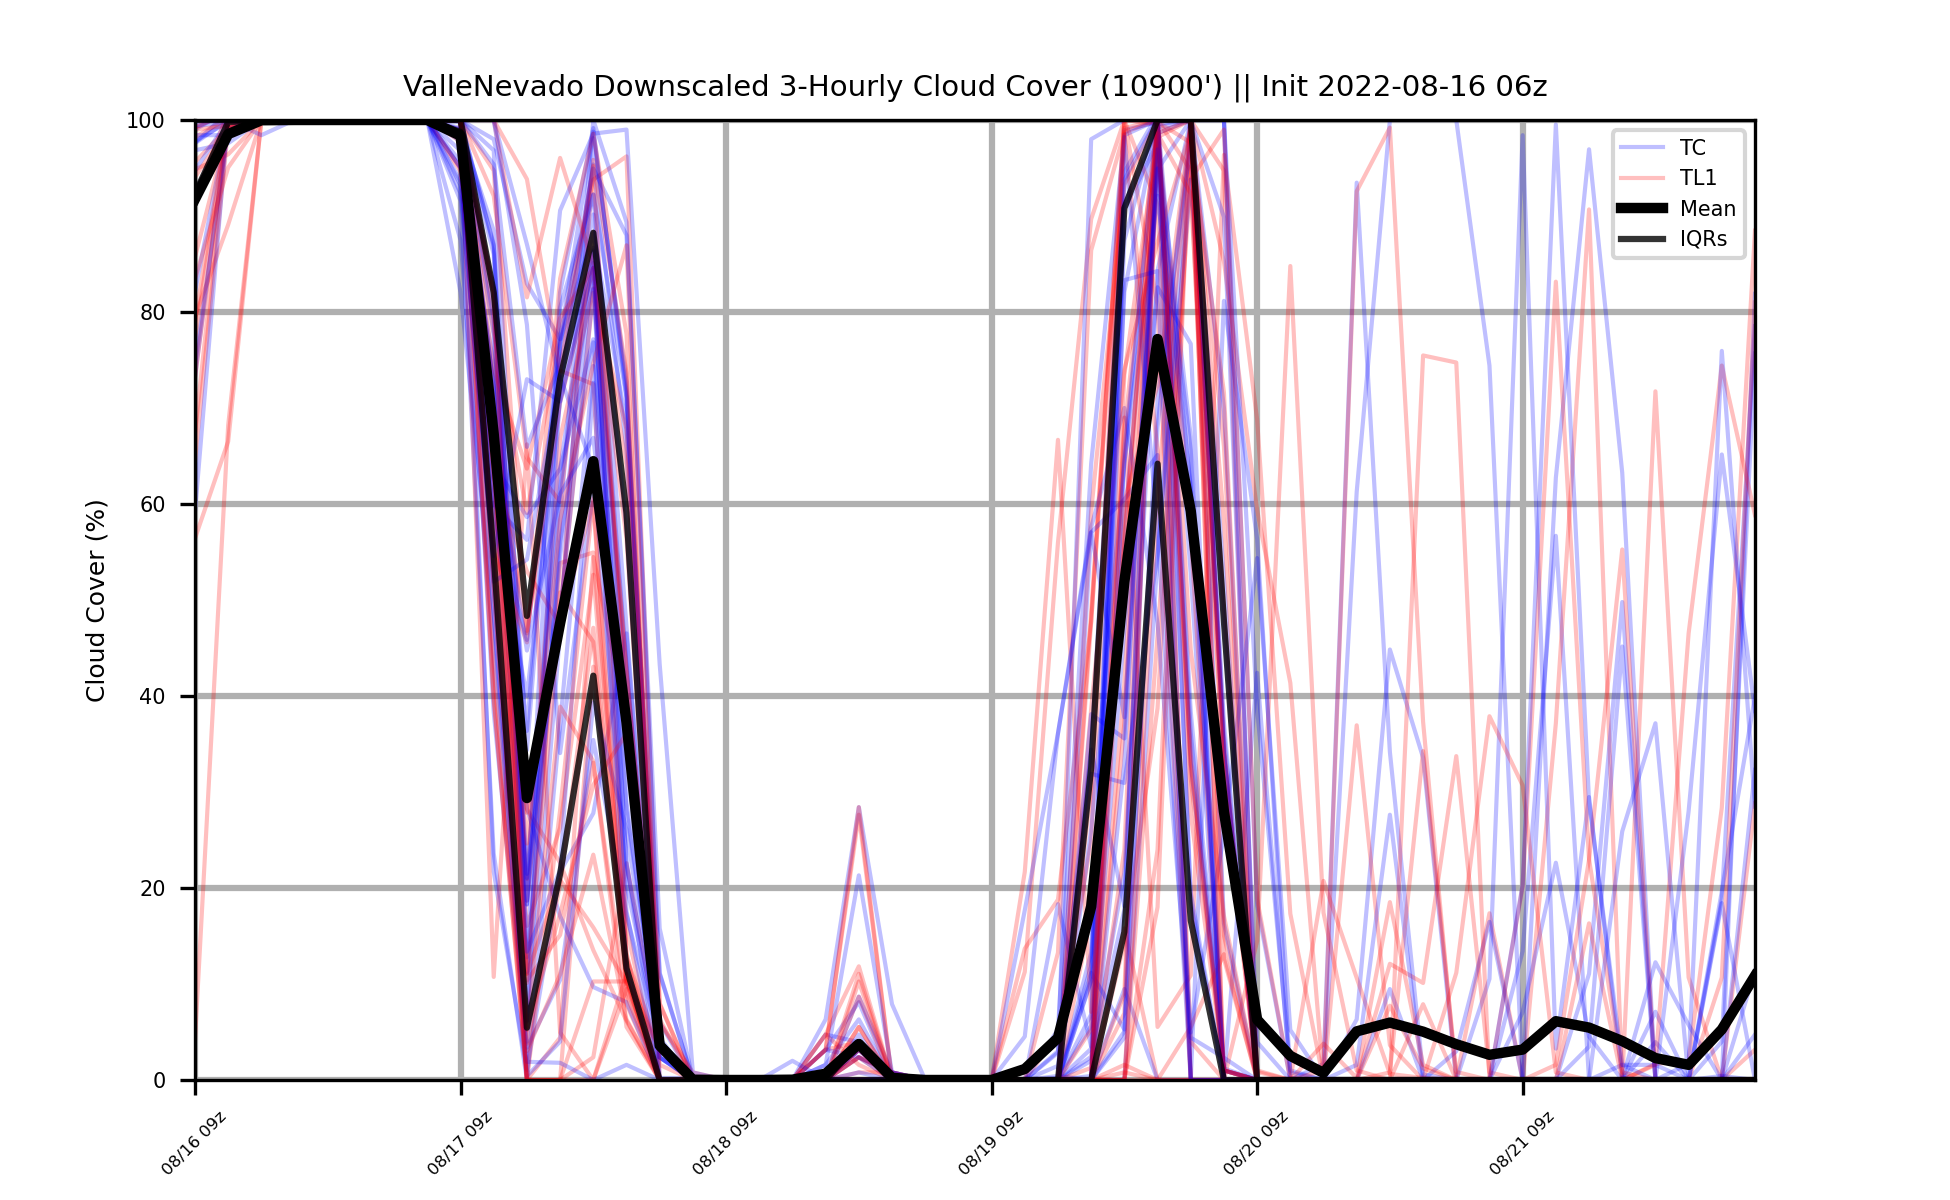 ValleNevado Downscaled 3-Hourly Cloud Cover (10900') || Init 2022-08-16 06z
Cloud Cover (%)
100
80
60
40
20
0
TC
TL1
Mean
IQRs
08/16 09z
08/17 09z
08/18 09z
08/19 09z
08/20 09z
08/21 09z